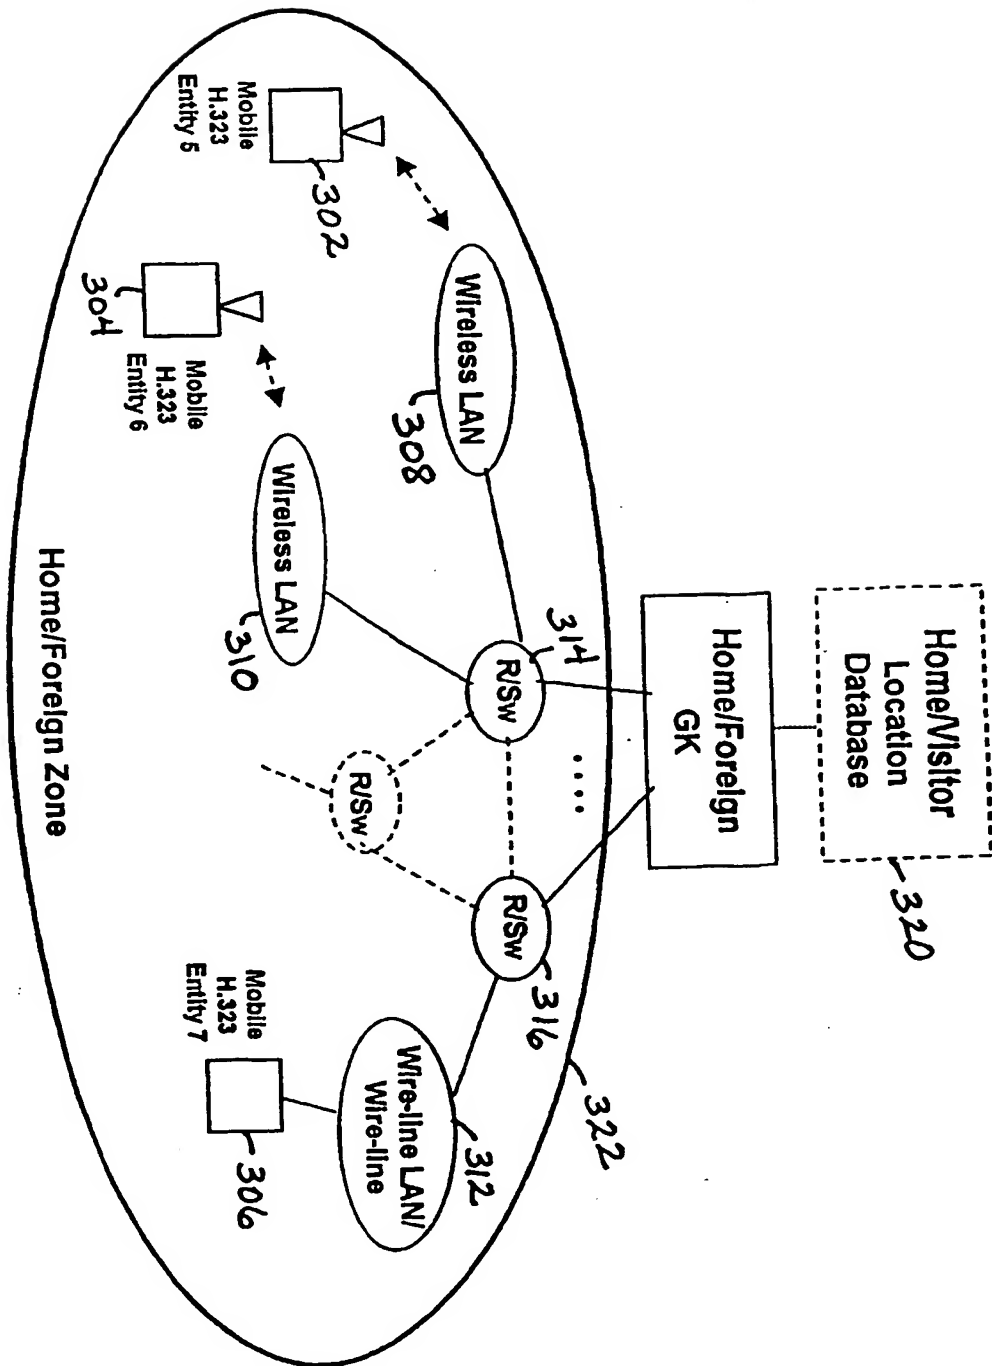 Home/Visitor
Location
Database
320
Home/Foreign
GK
322
314
R/Sw
....
R/Sw
316
R/Sw
Wireless LAN
308
Wireless LAN
310
Wire-line LAN/
Wire-line
312
Mobile
H.323
Entity 5
302
Mobile
H.323
Entity 6
304
Mobile
H.323
Entity 7
306
Home/Foreign Zone